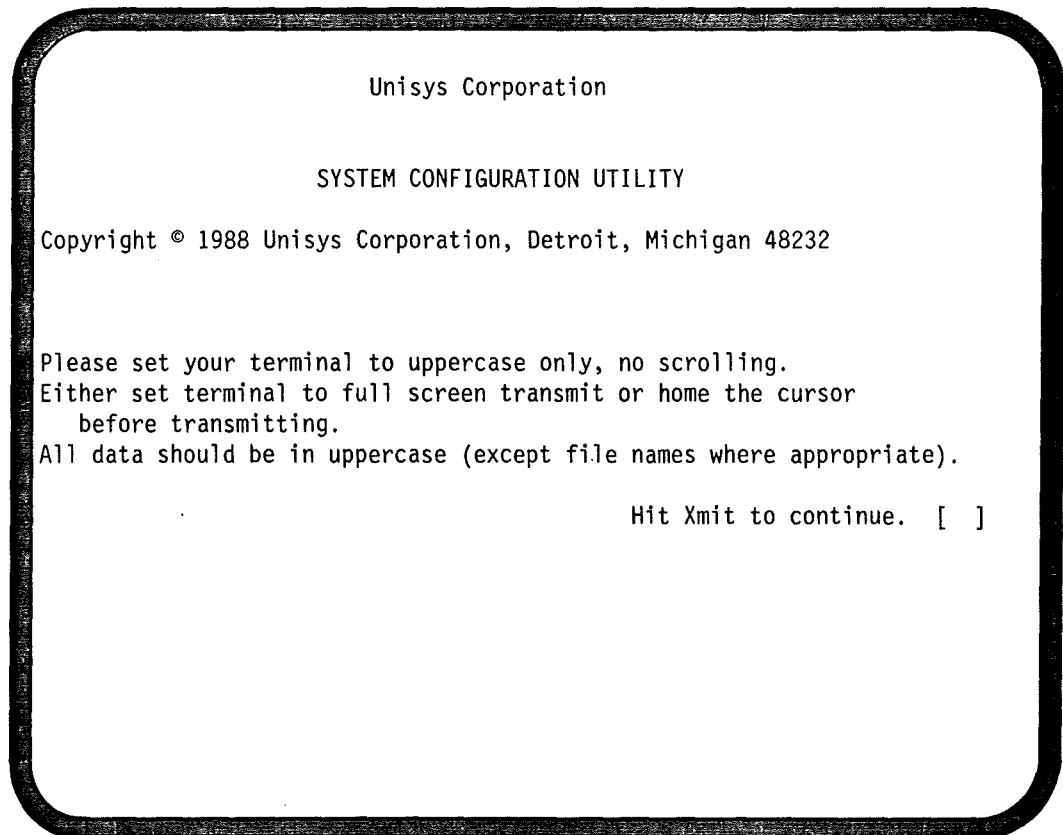 Unisys Corporation
SYSTEM CONFIGURATION UTILITY
Copyright © 1988 Unisys Corporation, Detroit, Michigan 48232
Please set your terminal to uppercase only, no scrolling.
Either set terminal to full screen transmit or home the cursor
before transmitting.
All data should be in uppercase (except file names where appropriate).
Hit Xmit to continue. [ ]